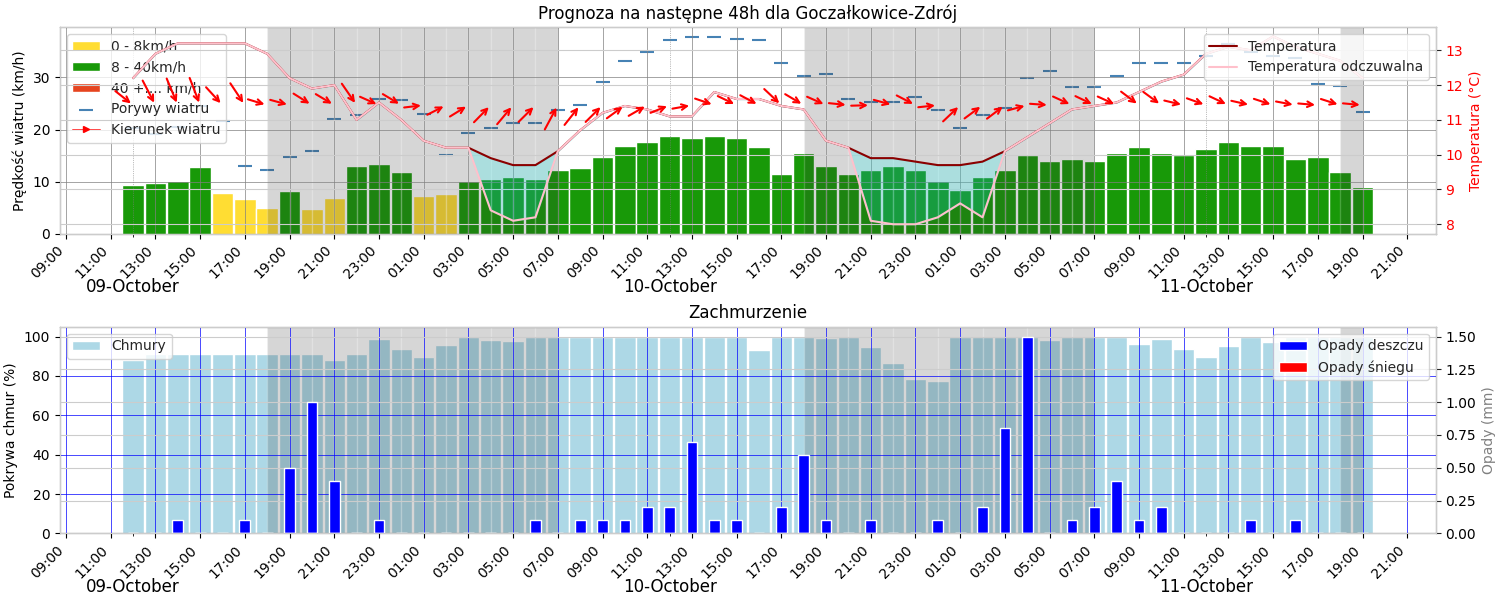 Prognoza na następne 48h dla Goczałkowice-Zdrój
Prędkość wiatru (km/h)
0 - 8km/h
8 - 40km/h
40 +... km/h
Porywy wiatru
Kierunek wiatru
Temperatura
Temperatura odczuwalna
Temperatura (°C)
30
20
10
0
13
12
11
10
9
8
09:00 11:00 13:00 15:00 17:00 19:00 21:00 23:00 01:00 03:00 05:00 07:00 09:00 11:00 13:00 15:00 17:00 19:00 21:00 23:00 01:00 03:00 05:00 07:00 09:00 11:00 13:00 15:00 17:00 19:00 21:00
09-October 10-October 11-October
Zachmurzenie
Pokrywa chmur (%)
Chmury
Opady deszczu
Opady śniegu
Opady (mm)
100
80
60
40
20
0
1.50
1.25
1.00
0.75
0.50
0.25
0.00
09:00 11:00 13:00 15:00 17:00 19:00 21:00 23:00 01:00 03:00 05:00 07:00 09:00 11:00 13:00 15:00 17:00 19:00 21:00 23:00 01:00 03:00 05:00 07:00 09:00 11:00 13:00 15:00 17:00 19:00 21:00
09-October 10-October 11-October